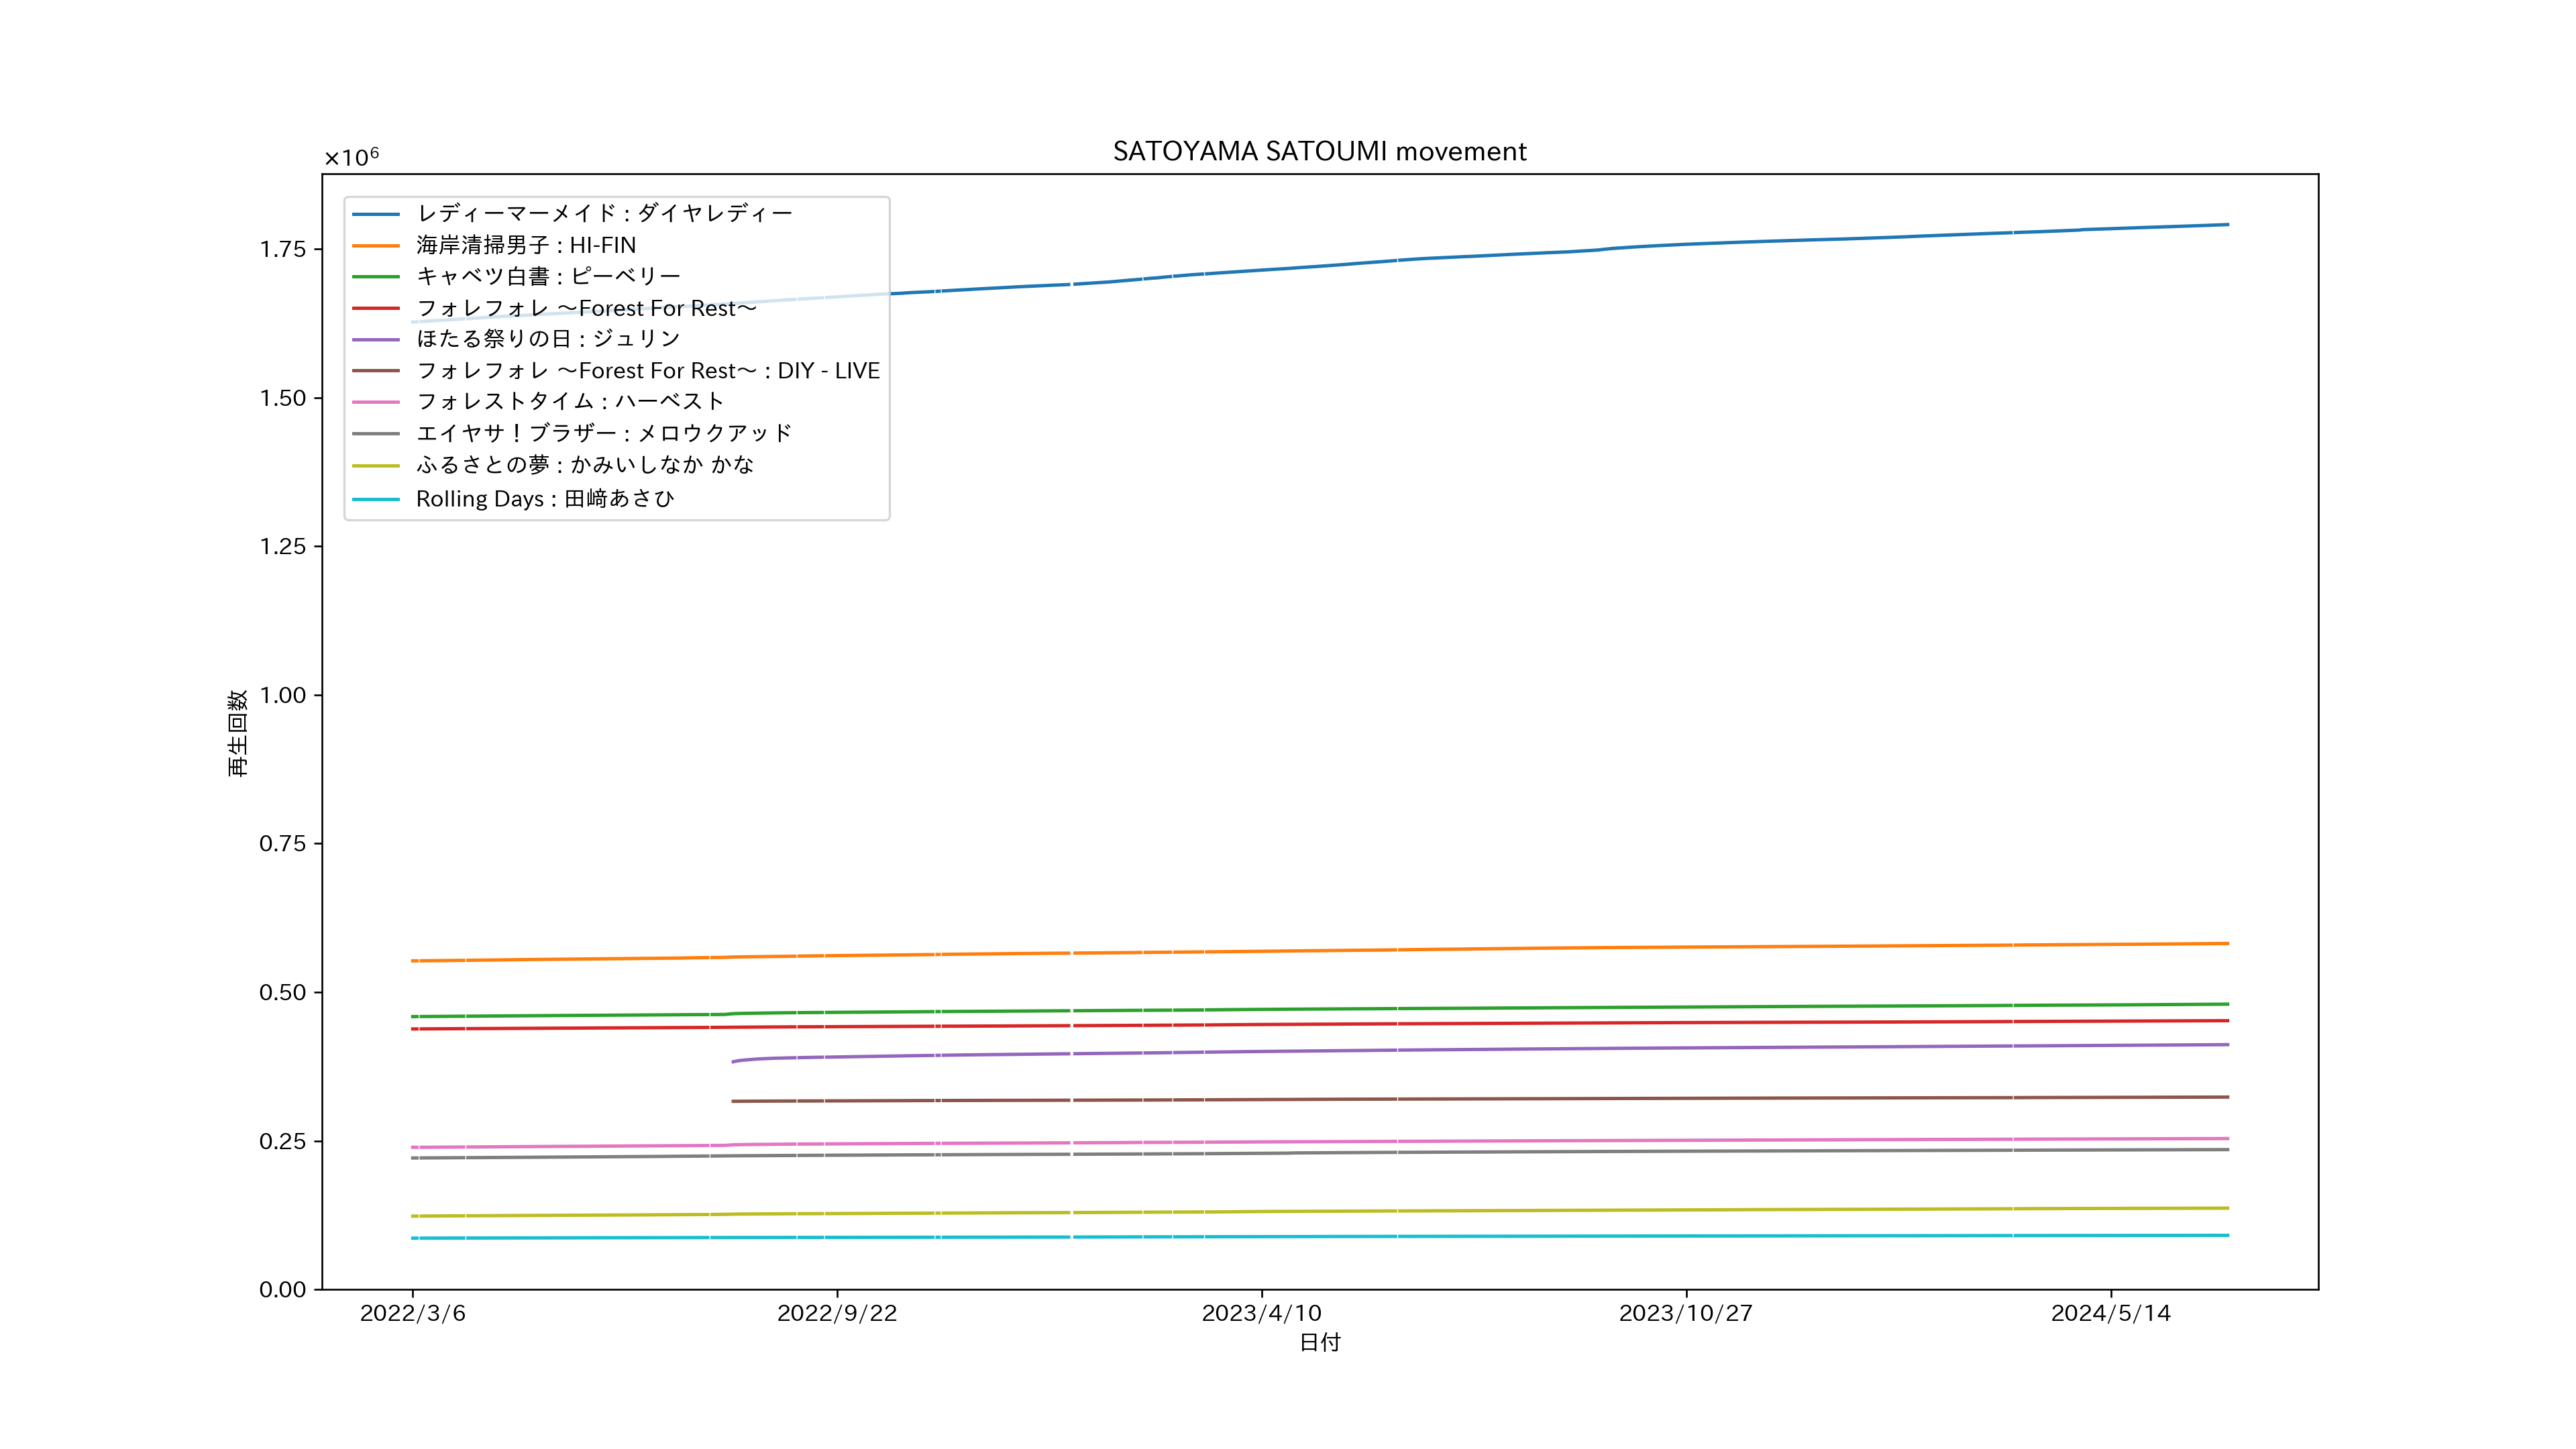 SATOYAMA SATOUMI movement
×10⁶
レディーマーメイド : ダイヤレディー
海岸清掃男子 : HI-FIN
キャベツ白書 : ピーベリー
フォレフォレ ～Forest For Rest～
ほたる祭りの日 : ジュリン
フォレフォレ ～Forest For Rest～ : DIY - LIVE
フォレストタイム : ハーベスト
エイヤサ！ブラザー : メロウクアッド
ふるさとの夢 : かみいしなか かな
Rolling Days : 田﨑あさひ
1.75
1.50
1.25
1.00
0.75
0.50
0.25
0.00
再生回数
2022/3/6
2022/9/22
2023/4/10
2023/10/27
2024/5/14
日付